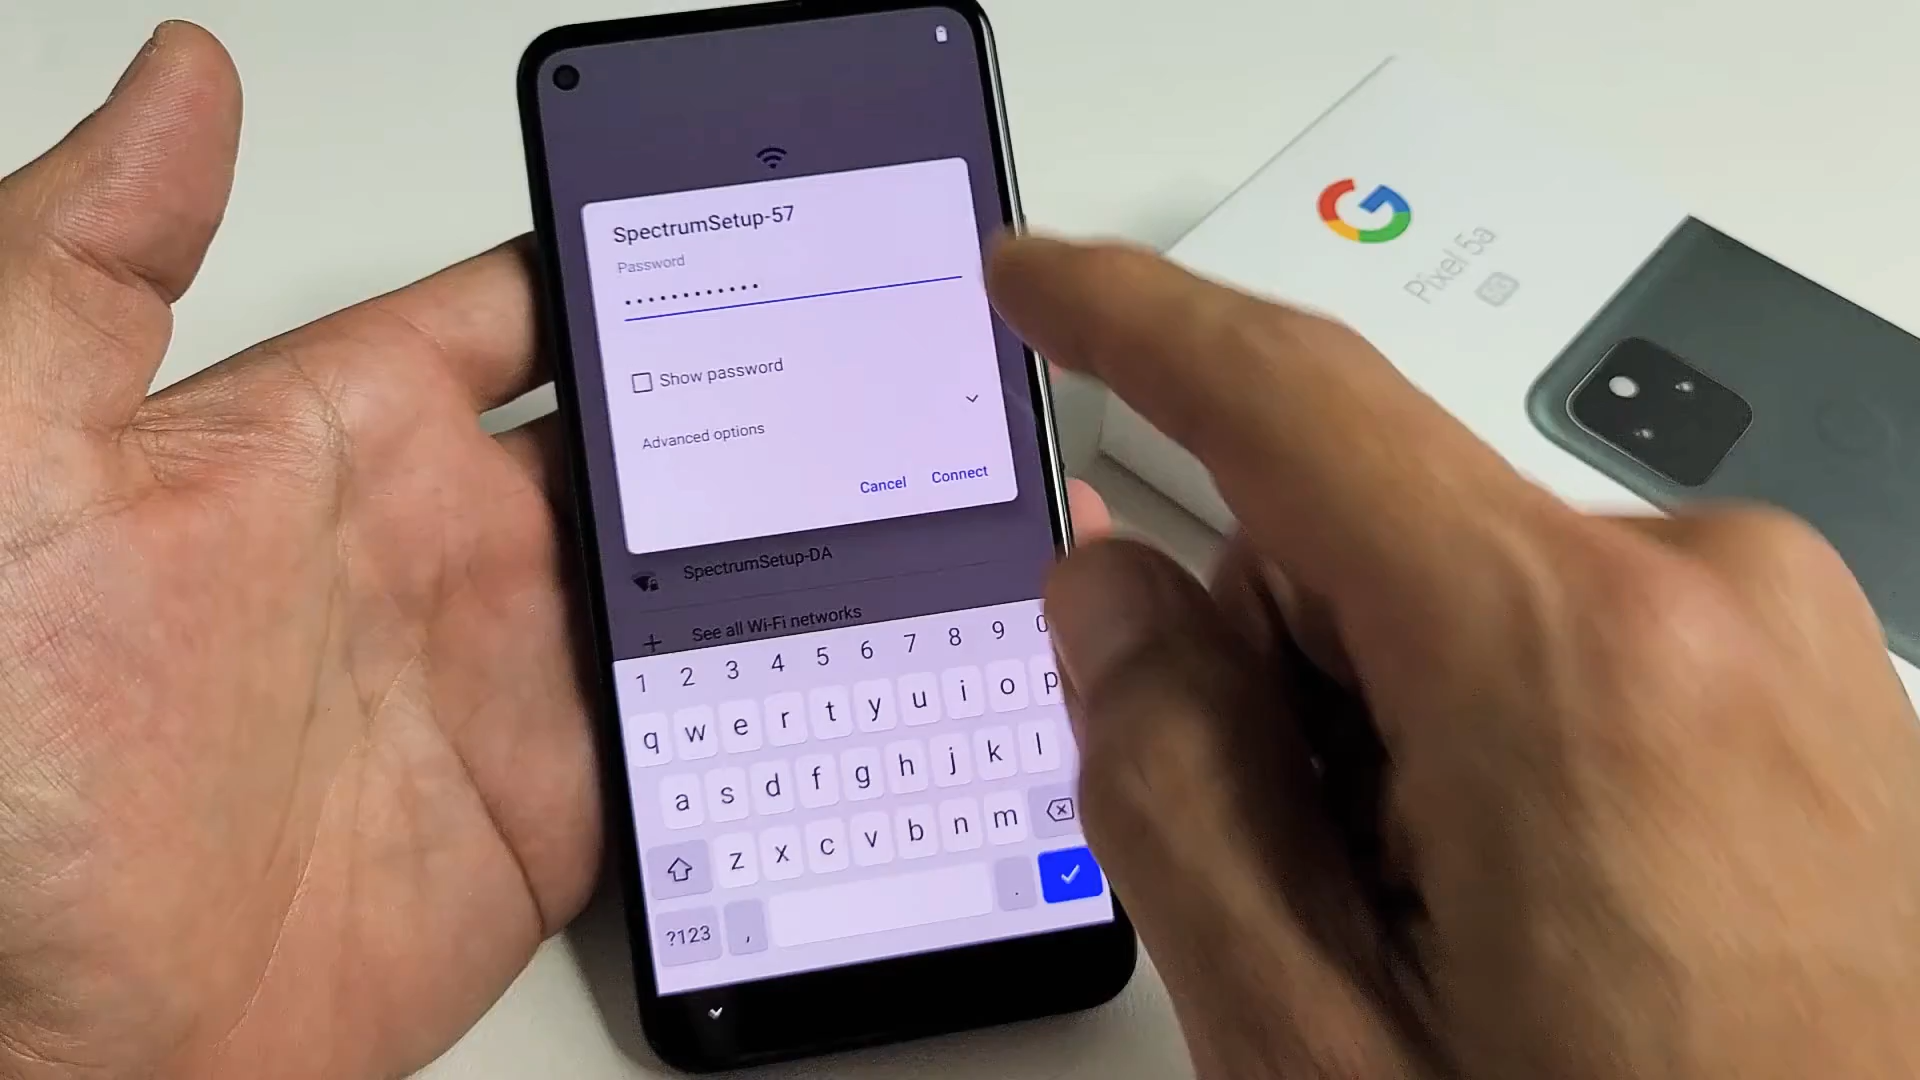 SpectrumSetup-57
Password
••••••••••••
Show password
Advanced options
Cancel Connect
SpectrumSetup-DA
See all Wi-Fi networks
1 2 3 4 5 6 7 8 9 0
q w e r t y u i o p
a s d f g h j k l
z x c v b n m
?123 , .
G
Pixel 5a